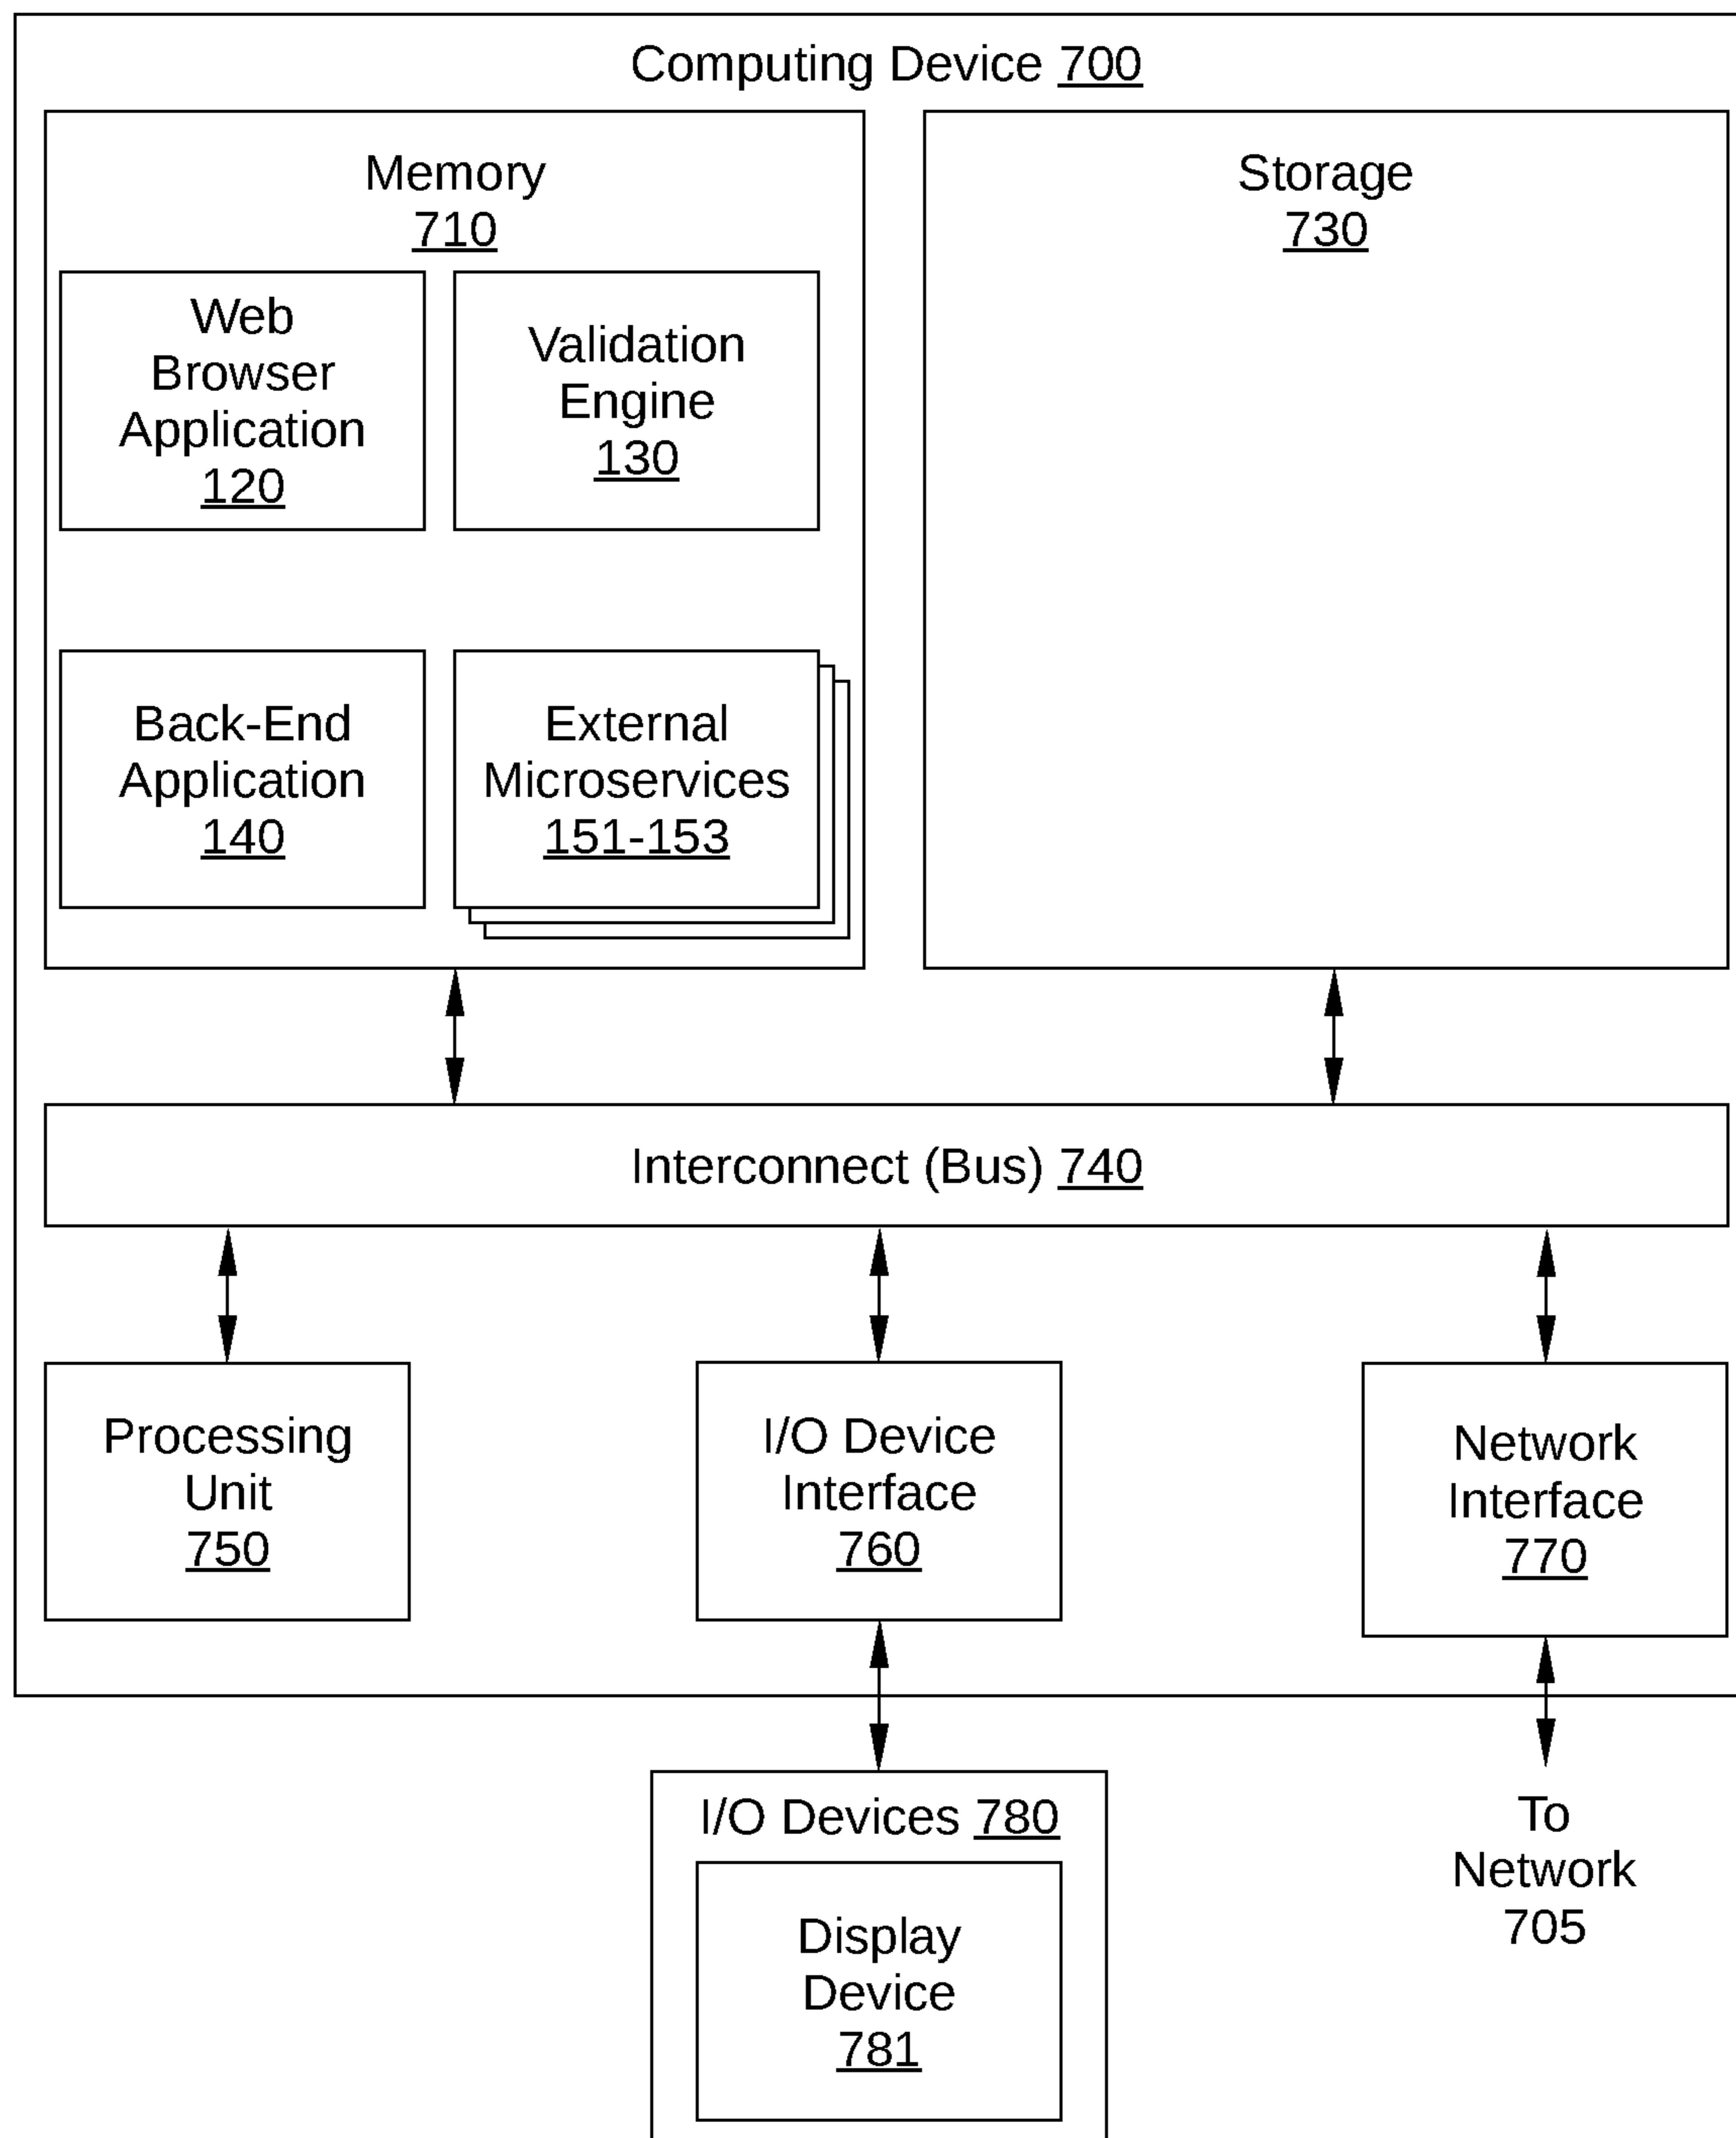 Computing Device 700
Memory
710
Storage
730
Web
Browser
Application
120
Validation
Engine
130
Back-End
Application
140
External
Microservices
151-153
Interconnect (Bus) 740
Processing
Unit
750
I/O Device
Interface
760
Network
Interface
770
I/O Devices 780
Display
Device
781
To
Network
705